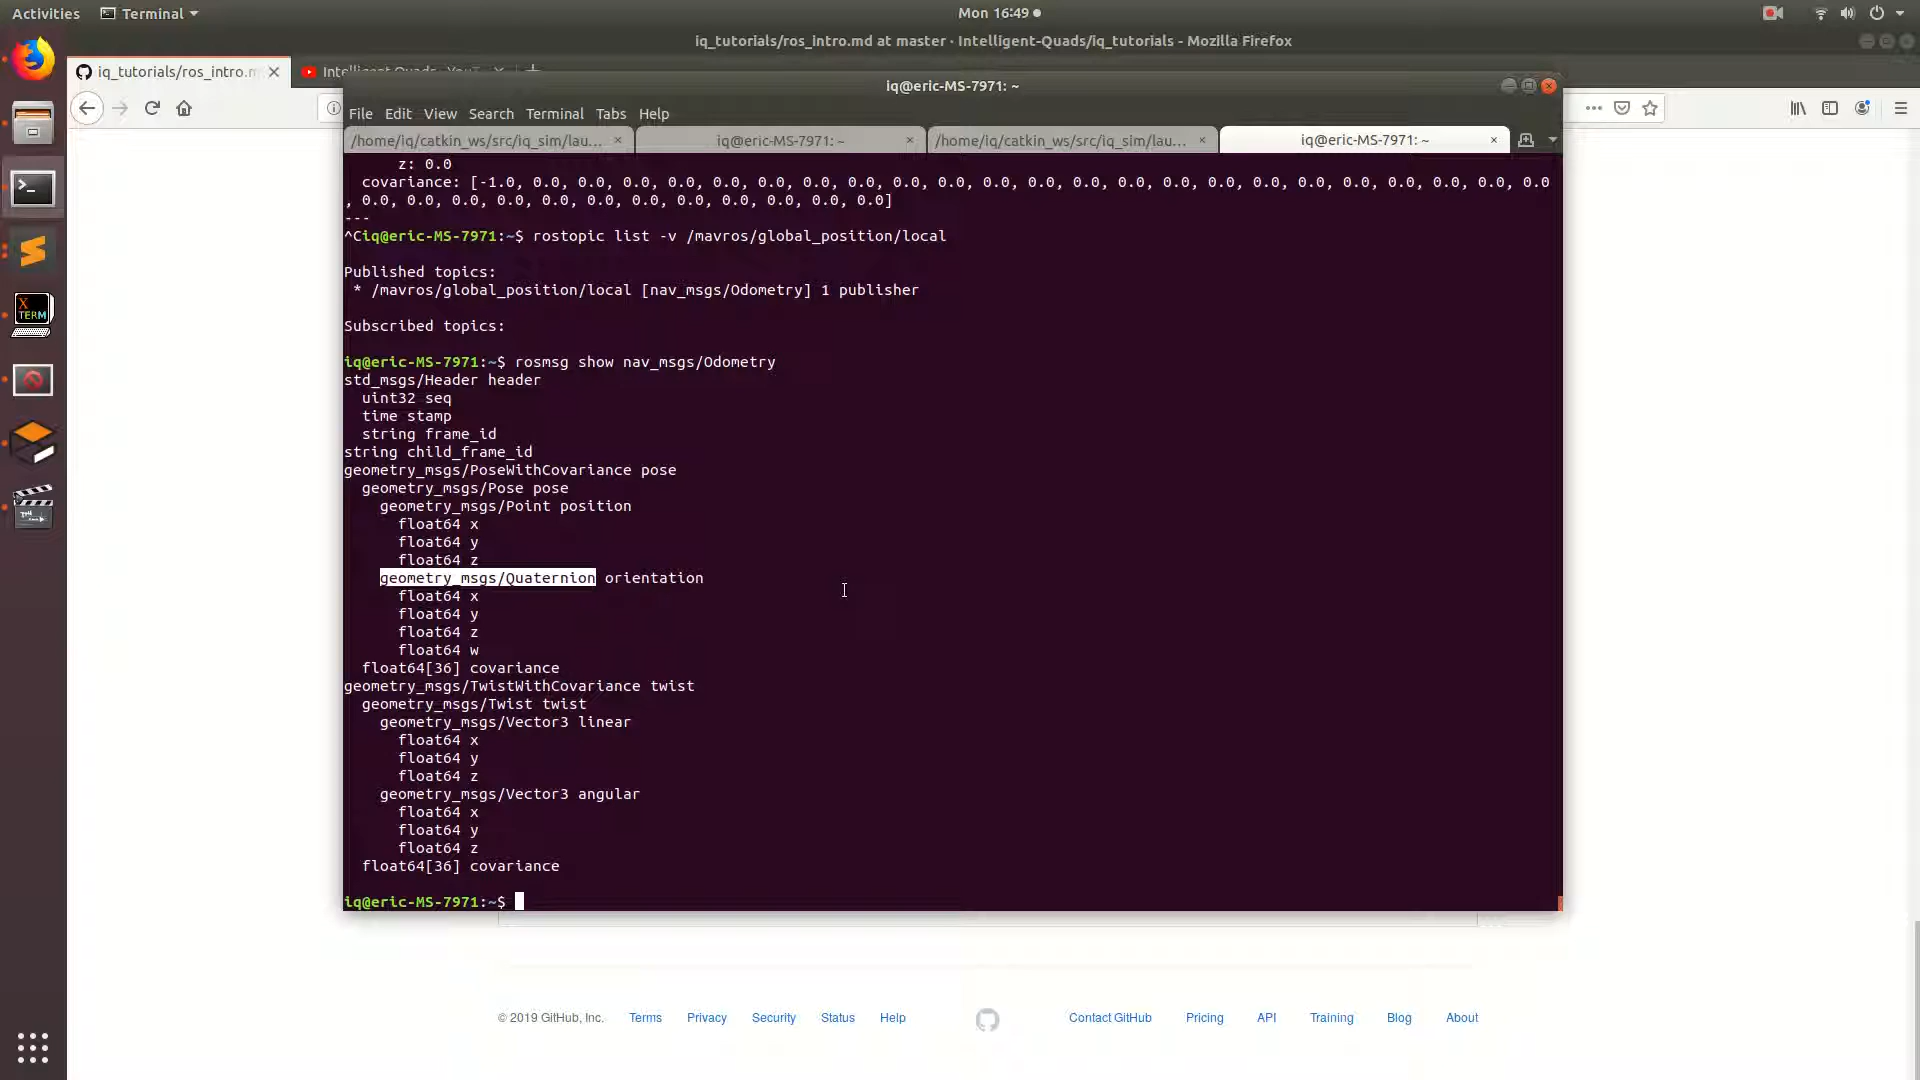 Activities
Terminal
Mon 16:49
iq_tutorials/ros_intro.md at master · Intelligent-Quads/iq_tutorials - Mozilla Firefox
iq_tutorials/ros_intro.m
Intelligent Quads - You
iq@eric-MS-7971: ~
File Edit View Search Terminal Tabs Help
/home/iq/catkin_ws/src/iq_sim/lau...
iq@eric-MS-7971: ~
/home/iq/catkin_ws/src/iq_sim/lau...
iq@eric-MS-7971: ~
z: 0.0
covariance: [-1.0, 0.0, 0.0, 0.0, 0.0, 0.0, 0.0, 0.0, 0.0, 0.0, 0.0, 0.0, 0.0, 0.0, 0.0, 0.0, 0.0, 0.0, 0.0, 0.0, 0.0, 0.0, 0.0, 0.0
, 0.0, 0.0, 0.0, 0.0, 0.0, 0.0, 0.0, 0.0, 0.0, 0.0, 0.0, 0.0]
---
^Ciq@eric-MS-7971:~$ rostopic list -v /mavros/global_position/local
Published topics:
* /mavros/global_position/local [nav_msgs/Odometry] 1 publisher
Subscribed topics:
iq@eric-MS-7971:~$ rosmsg show nav_msgs/Odometry
std_msgs/Header header
uint32 seq
time stamp
string frame_id
string child_frame_id
geometry_msgs/PoseWithCovariance pose
geometry_msgs/Pose pose
geometry_msgs/Point position
float64 x
float64 y
float64 z
geometry_msgs/Quaternion orientation
float64 x
float64 y
float64 z
float64 w
float64[36] covariance
geometry_msgs/TwistWithCovariance twist
geometry_msgs/Twist twist
geometry_msgs/Vector3 linear
float64 x
float64 y
float64 z
geometry_msgs/Vector3 angular
float64 x
float64 y
float64 z
float64[36] covariance
iq@eric-MS-7971:~$
X
TERM
© 2019 GitHub, Inc. Terms Privacy Security Status Help Contact GitHub Pricing API Training Blog About